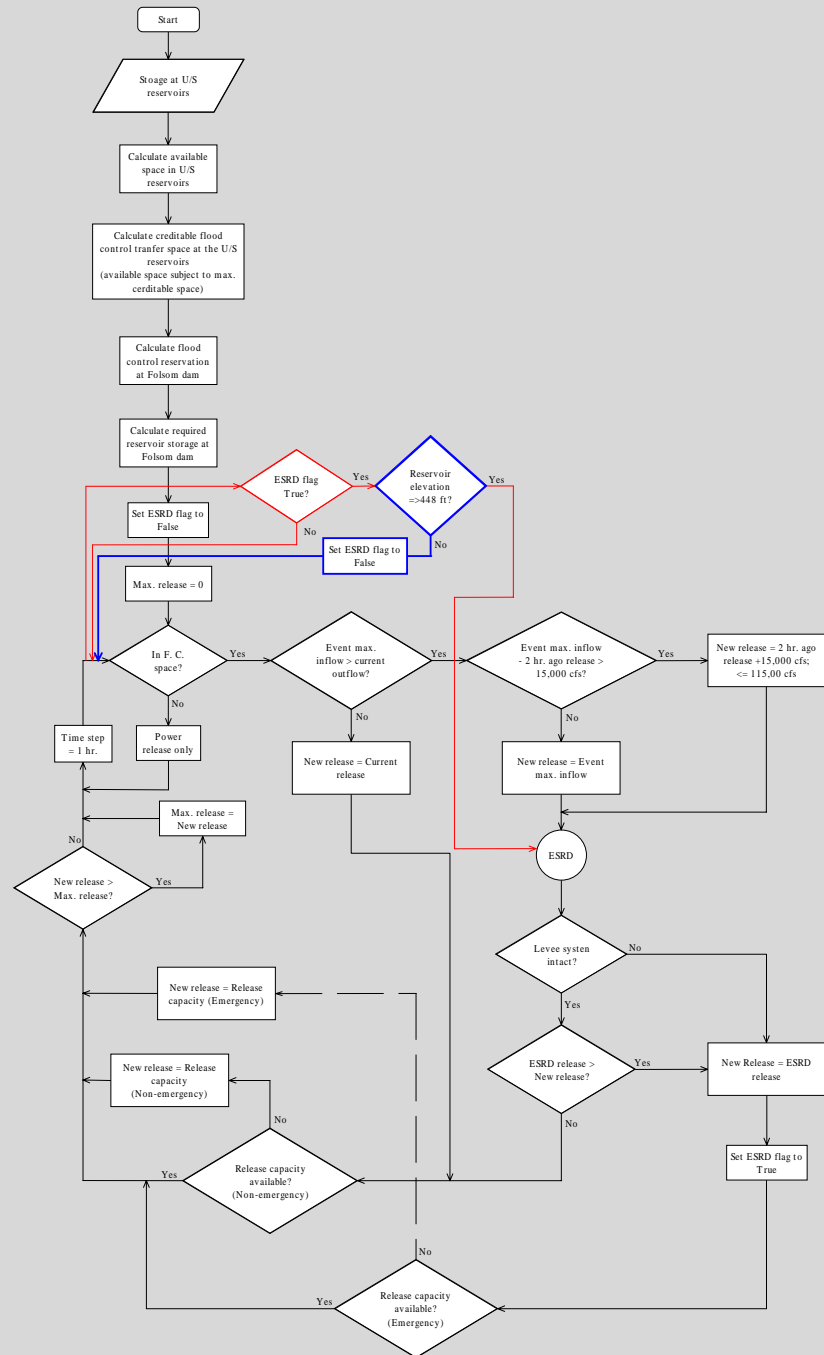 Start
Stoage at U/S
reservoirs
Calculate available
space in U/S
reservoirs
Calculate creditable flood
control tranfer space at the U/S
reservoirs
(available space subject to max.
cerditable space)
Calculate flood
control reservation
at Folsom dam
Calculate required
reservoir storage at
Folsom dam
ESRD flag
True?
Yes
Reservoir
elevation
=>448 ft?
Yes
Set ESRD flag to
False
No
Set ESRD flag to
False
No
Max. release = 0
In F. C.
space?
Yes
Event max.
inflow > current
outflow?
Yes
Event max. inflow
- 2 hr. ago release >
15,000 cfs?
Yes
New release = 2 hr. ago
release +15,000 cfs;
<= 115,00 cfs
No
No
No
Time step
= 1 hr.
Power
release only
New release = Current
release
New release = Event
max. inflow
Max. release =
New release
No
New release >
Max. release?
Yes
ESRD
Levee systen
intact?
No
Yes
New release = Release
capacity (Emergency)
New release = Release
capacity
(Non-emergency)
ESRD release >
New release?
Yes
New Release = ESRD
release
No
No
Release capacity
available?
(Non-emergency)
Yes
Set ESRD flag to
True
No
Release capacity
available?
(Emergency)
Yes